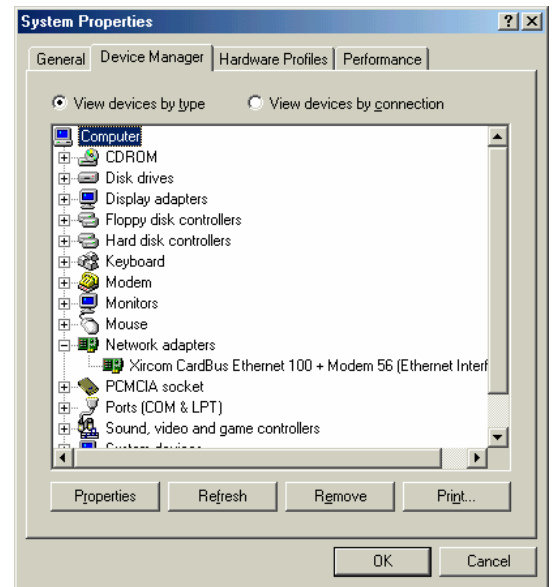 System Properties
General Device Manager Hardware Profiles Performance
View devices by type View devices by connection
Computer
CDROM
Disk drives
Display adapters
Floppy disk controllers
Hard disk controllers
Keyboard
Modem
Monitors
Mouse
Network adapters
Xircom CardBus Ethernet 100 + Modem 56 (Ethernet Interf
PCMCIA socket
Ports (COM & LPT)
Sound, video and game controllers
System devices
Properties Refresh Remove Print...
OK Cancel